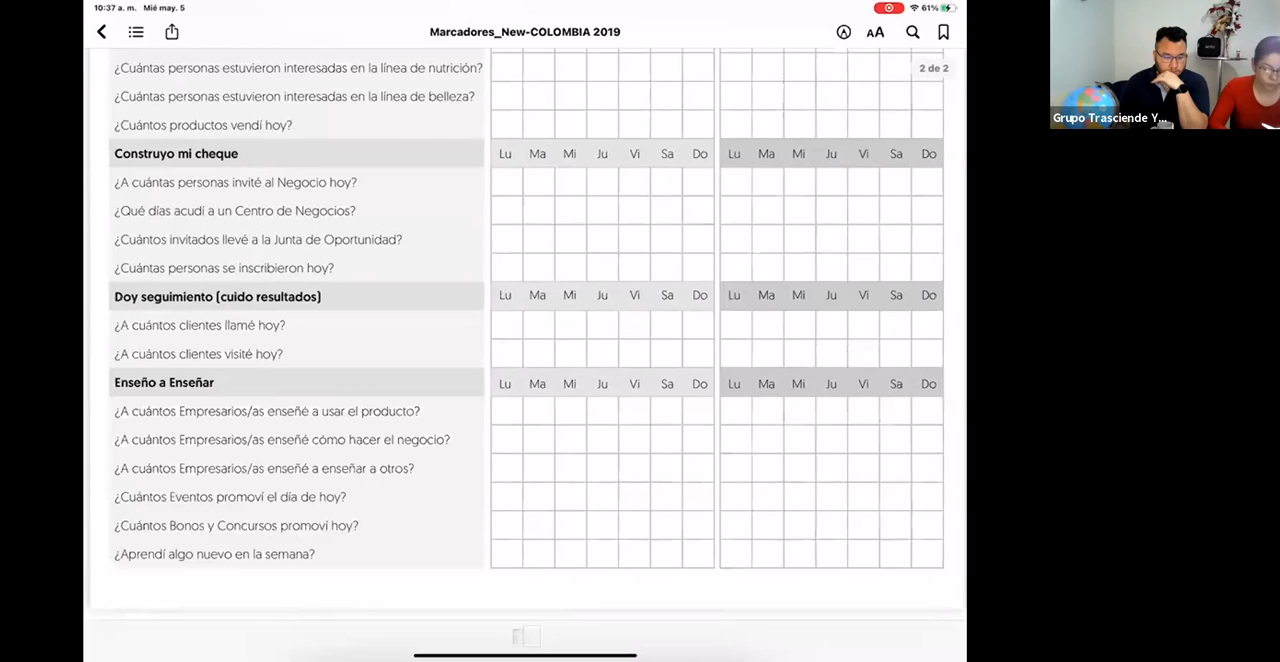 10:37 a. m. Mié may. 5
61%
Marcadores_New-COLOMBIA 2019
AA
2 de 2
¿Cuántas personas estuvieron interesadas en la línea de nutrición?
¿Cuántas personas estuvieron interesadas en la línea de belleza?
¿Cuántos productos vendí hoy?
Construyo mi cheque Lu Ma Mi Ju Vi Sa Do Lu Ma Mi Ju Vi Sa Do
¿A cuántas personas invité al Negocio hoy?
¿Qué días acudí a un Centro de Negocios?
¿Cuántos invitados llevé a la Junta de Oportunidad?
¿Cuántas personas se inscribieron hoy?
Doy seguimiento (cuido resultados) Lu Ma Mi Ju Vi Sa Do Lu Ma Mi Ju Vi Sa Do
¿A cuántos clientes llamé hoy?
¿A cuántos clientes visité hoy?
Enseño a Enseñar Lu Ma Mi Ju Vi Sa Do Lu Ma Mi Ju Vi Sa Do
¿A cuántos Empresarios/as enseñé a usar el producto?
¿A cuántos Empresarios/as enseñé cómo hacer el negocio?
¿A cuántos Empresarios/as enseñé a enseñar a otros?
¿Cuántos Eventos promoví el día de hoy?
¿Cuántos Bonos y Concursos promoví hoy?
¿Aprendí algo nuevo en la semana?
Grupo Trasciende Y...